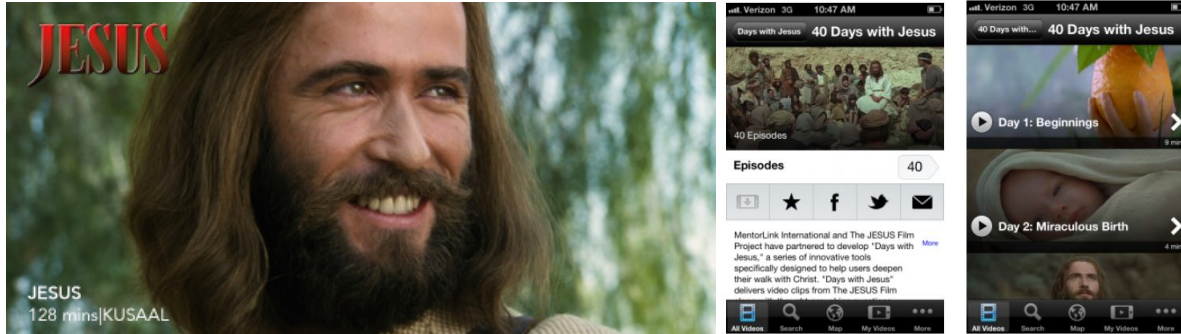 JESUS
JESUS
128 mins|KUSAAL
Verizon 3G 10:47 AM
Days with Jesus 40 Days with Jesus
40 Episodes
Episodes 40
MentorLink International and The JESUS Film
Project have partnered to develop "Days with
Jesus," a series of innovative tools
specifically designed to help users deepen
their walk with Christ. "Days with Jesus"
delivers video clips from The JESUS Film
More
All Videos Search Map My Videos More
Verizon 3G 10:47 AM
40 Days with... 40 Days with Jesus
Day 1: Beginnings
9 min
Day 2: Miraculous Birth
4 min
All Videos Search Map My Videos More